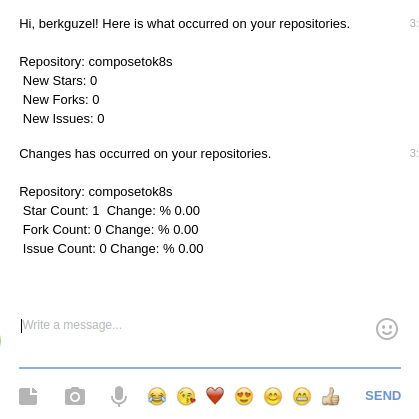 Hi, berkguzel! Here is what occurred on your repositories.
3:
Repository: composetok8s
New Stars: 0
New Forks: 0
New Issues: 0
Changes has occurred on your repositories.
3:
Repository: composetok8s
Star Count: 1  Change: % 0.00
Fork Count: 0 Change: % 0.00
Issue Count: 0 Change: % 0.00
Write a message...
SEND